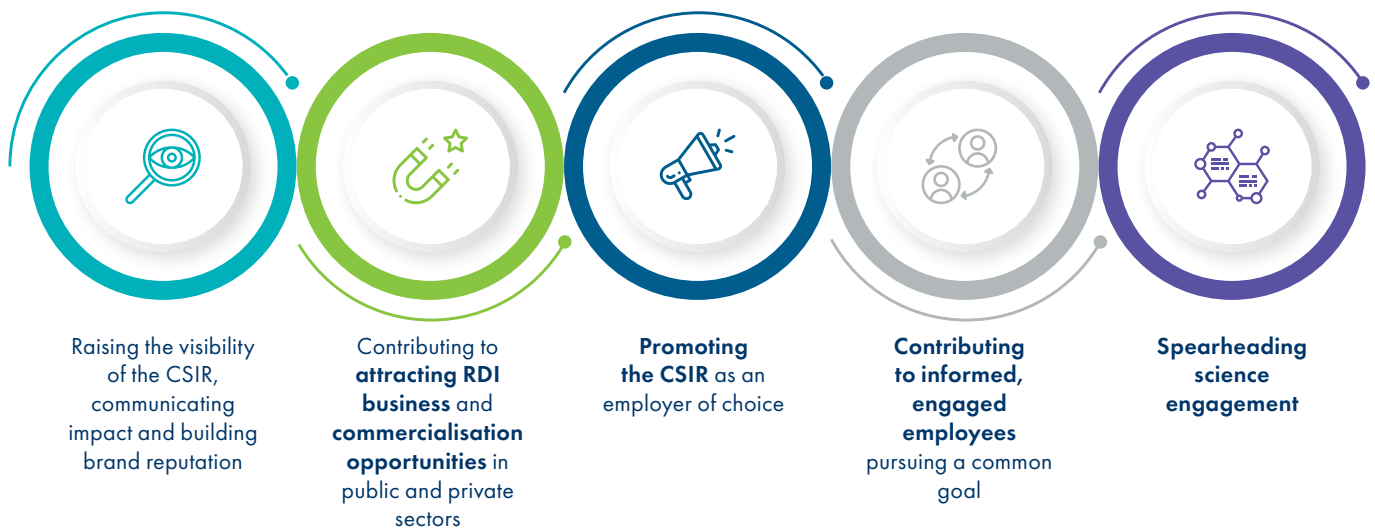 Raising the visibility
of the CSIR,
communicating
impact and building
brand reputation
Contributing to
attracting RDI
business and
commercialisation
opportunities in
public and private
sectors
Promoting
the CSIR as an
employer of choice
Contributing
to informed,
engaged
employees
pursuing a common
goal
Spearheading
science
engagement